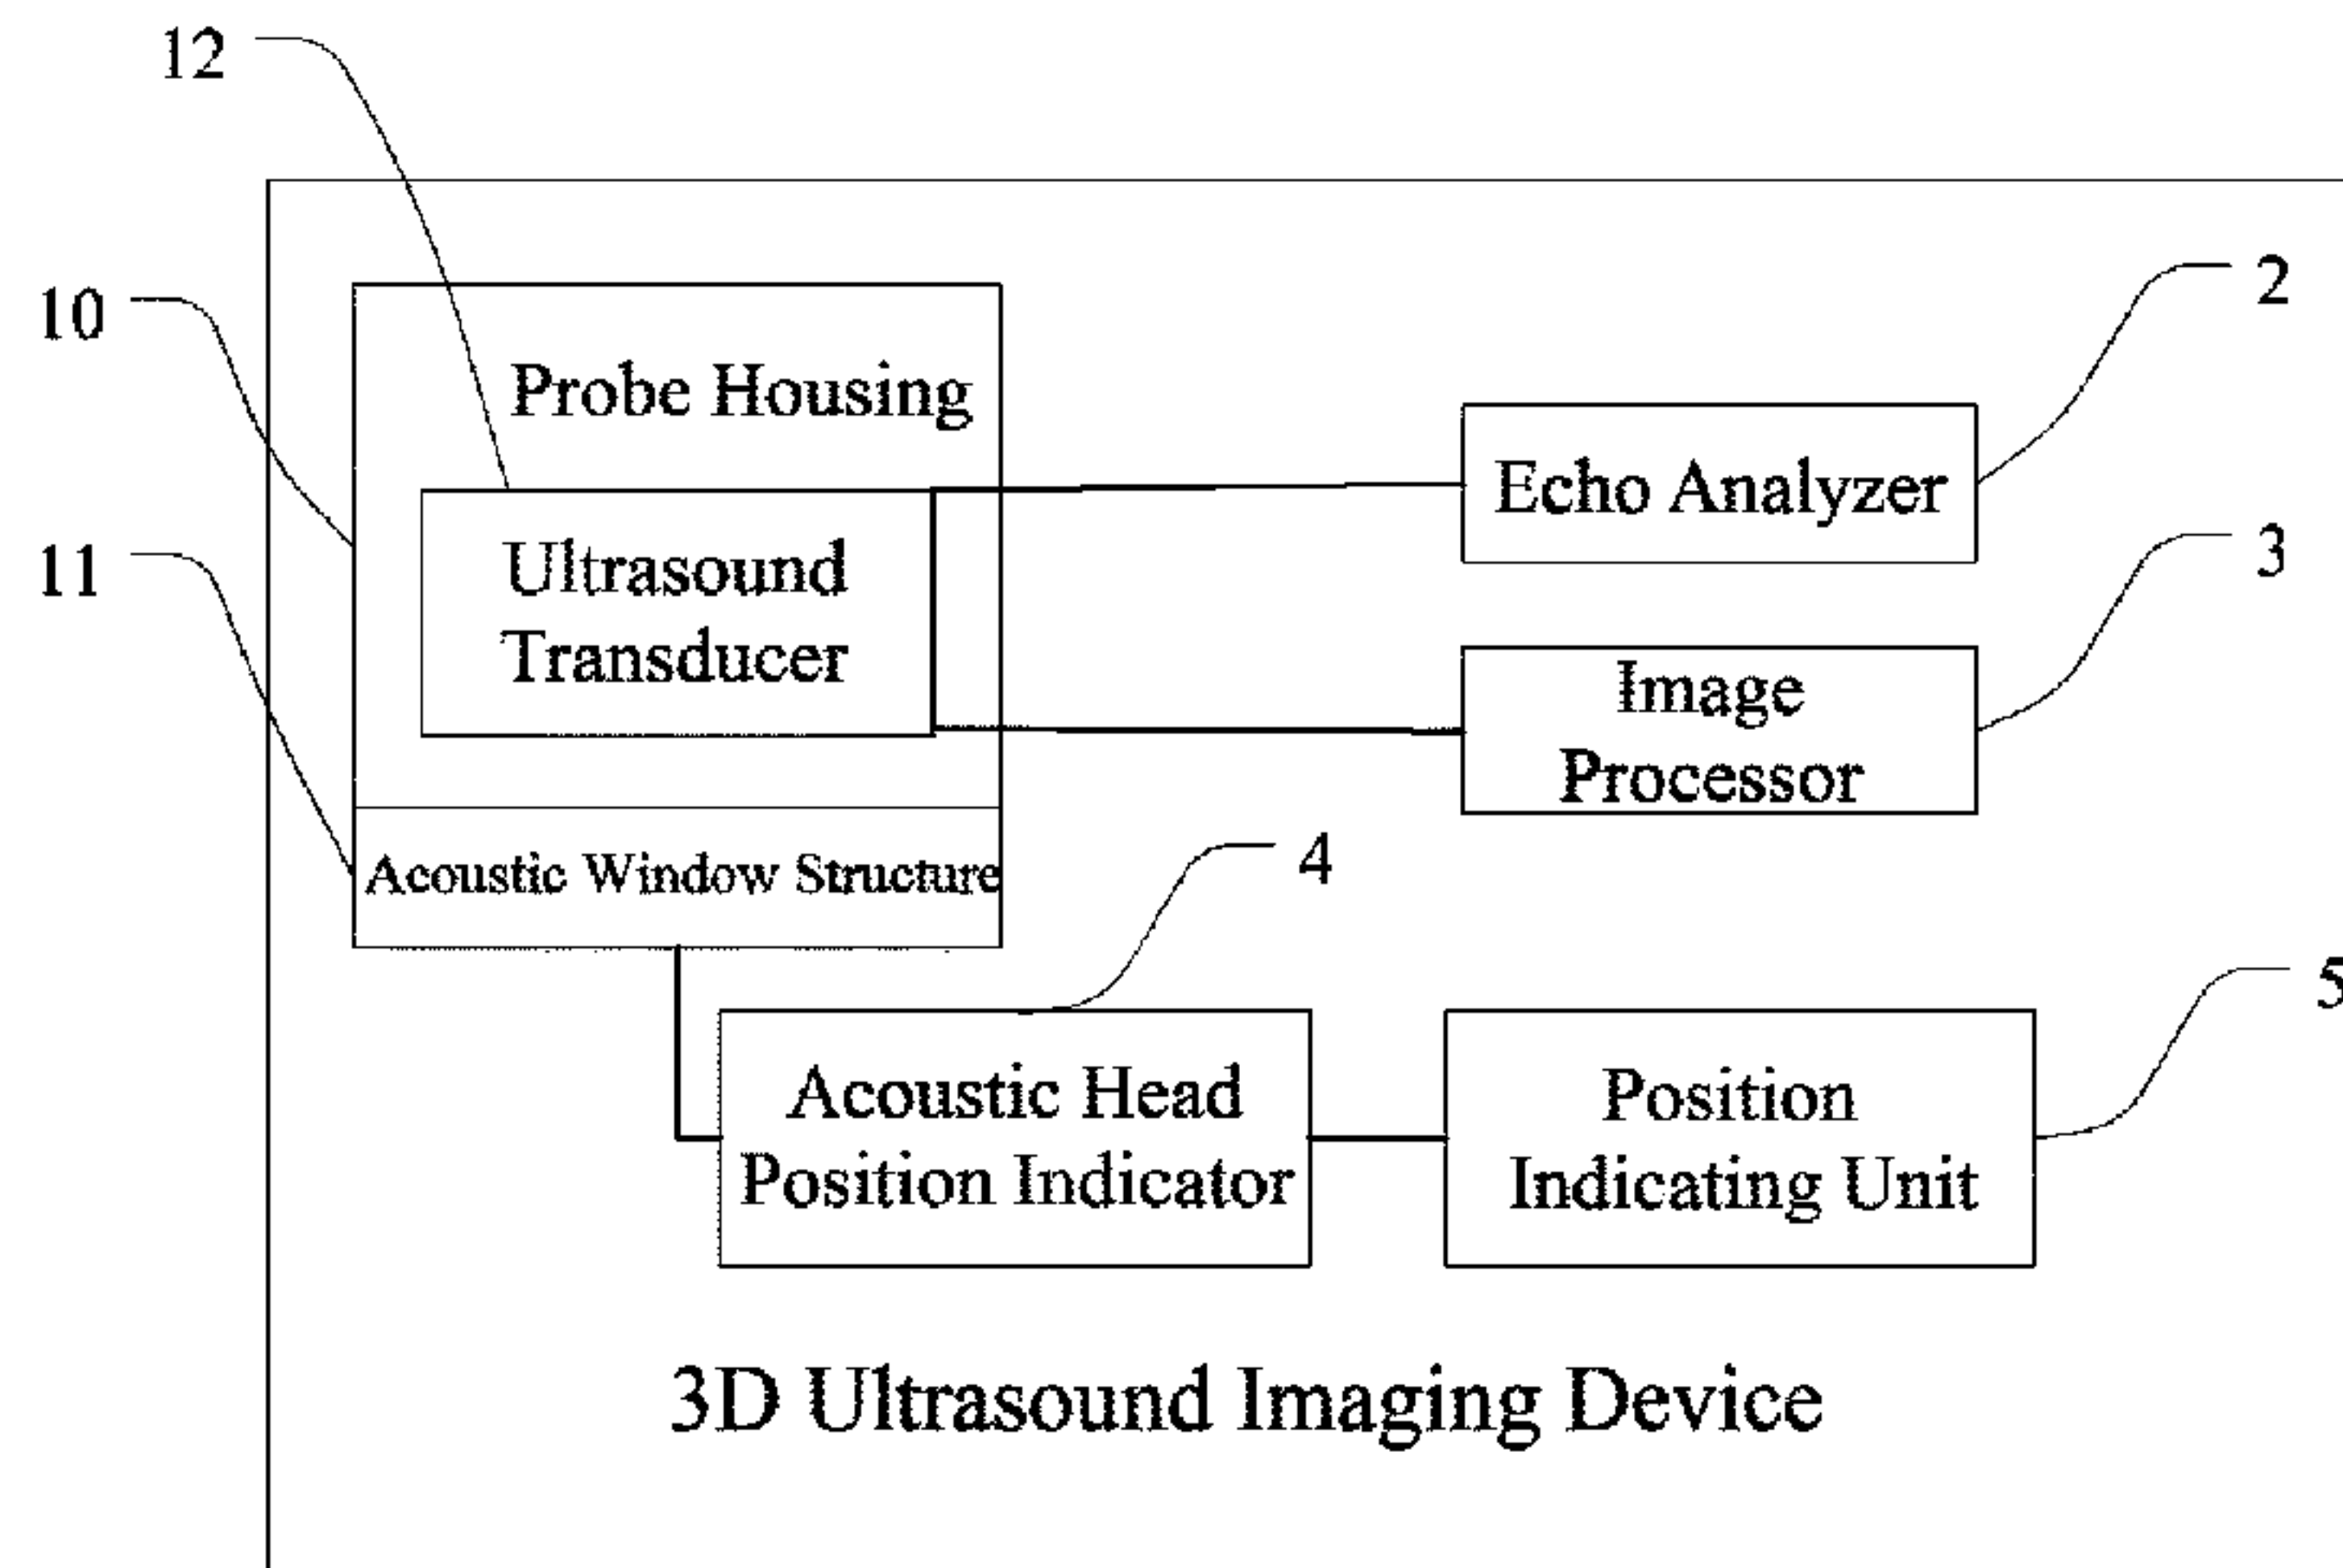 12
10
2
Probe Housing
Echo Analyzer
11
Ultrasound
Transducer
3
Image
Processor
4
Acoustic Window Structure
5
Acoustic Head
Position Indicator
Position
Indicating Unit
3D Ultrasound Imaging Device